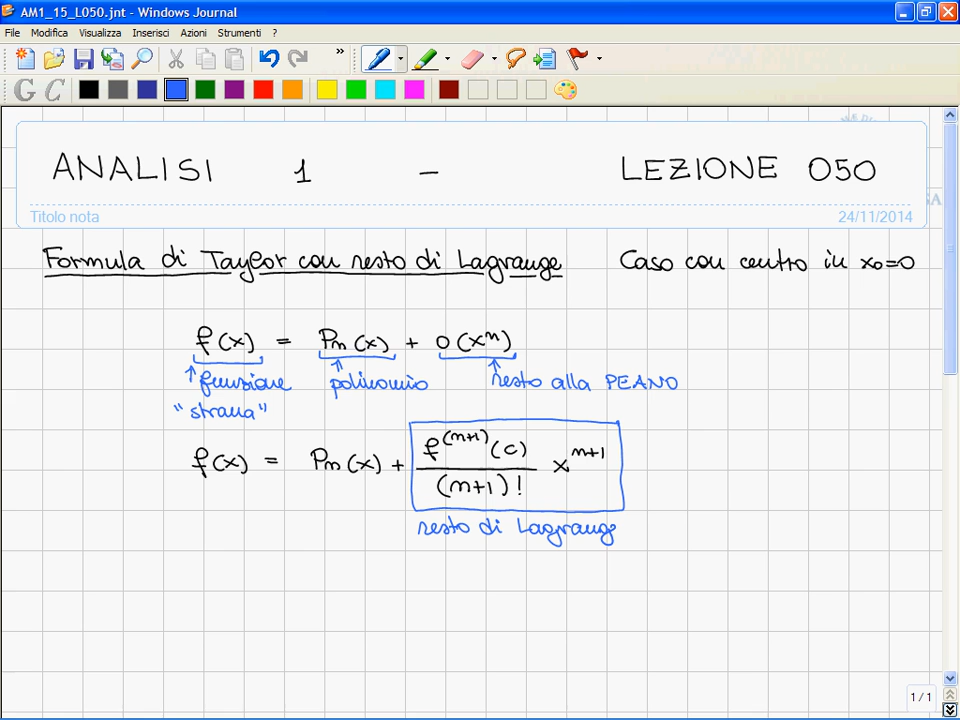 AM1_15_L050.jnt - Windows Journal
File Modifica Visualizza Inserisci Azioni Strumenti ?
G C
ANALISI 1 - LEZIONE 050
Titolo nota 24/11/2014
Formula di Taylor con resto di Lagrange Caso con centro in x₀=0
f(x) = Pₙ(x) + o(xⁿ)
↑ funzione ↑ polinomio ↑ resto alla PEANO
"strana"
f(x) = Pₙ(x) + f⁽ⁿ⁺¹⁾(c) / (n+1)! xⁿ⁺¹
resto di Lagrange
1 / 1